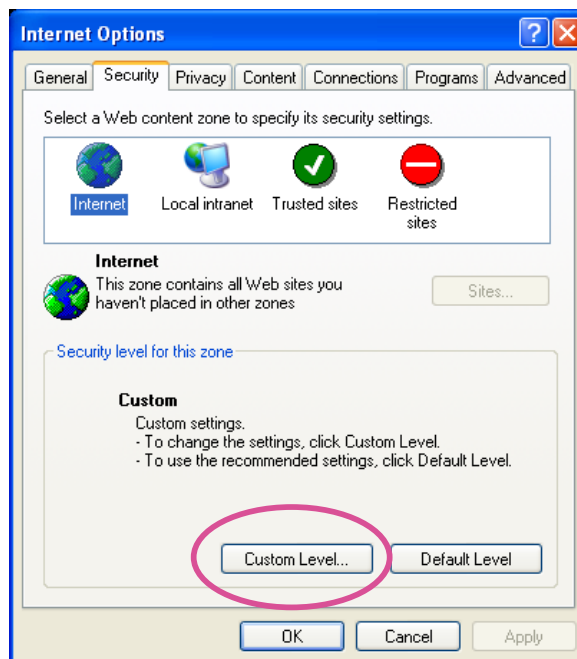 Internet Options
General Security Privacy Content Connections Programs Advanced
Select a Web content zone to specify its security settings.
Internet Local intranet Trusted sites Restricted sites
Internet
This zone contains all Web sites you
haven't placed in other zones
Sites...
Security level for this zone
Custom
Custom settings.
- To change the settings, click Custom Level.
- To use the recommended settings, click Default Level.
Custom Level... Default Level
OK Cancel Apply